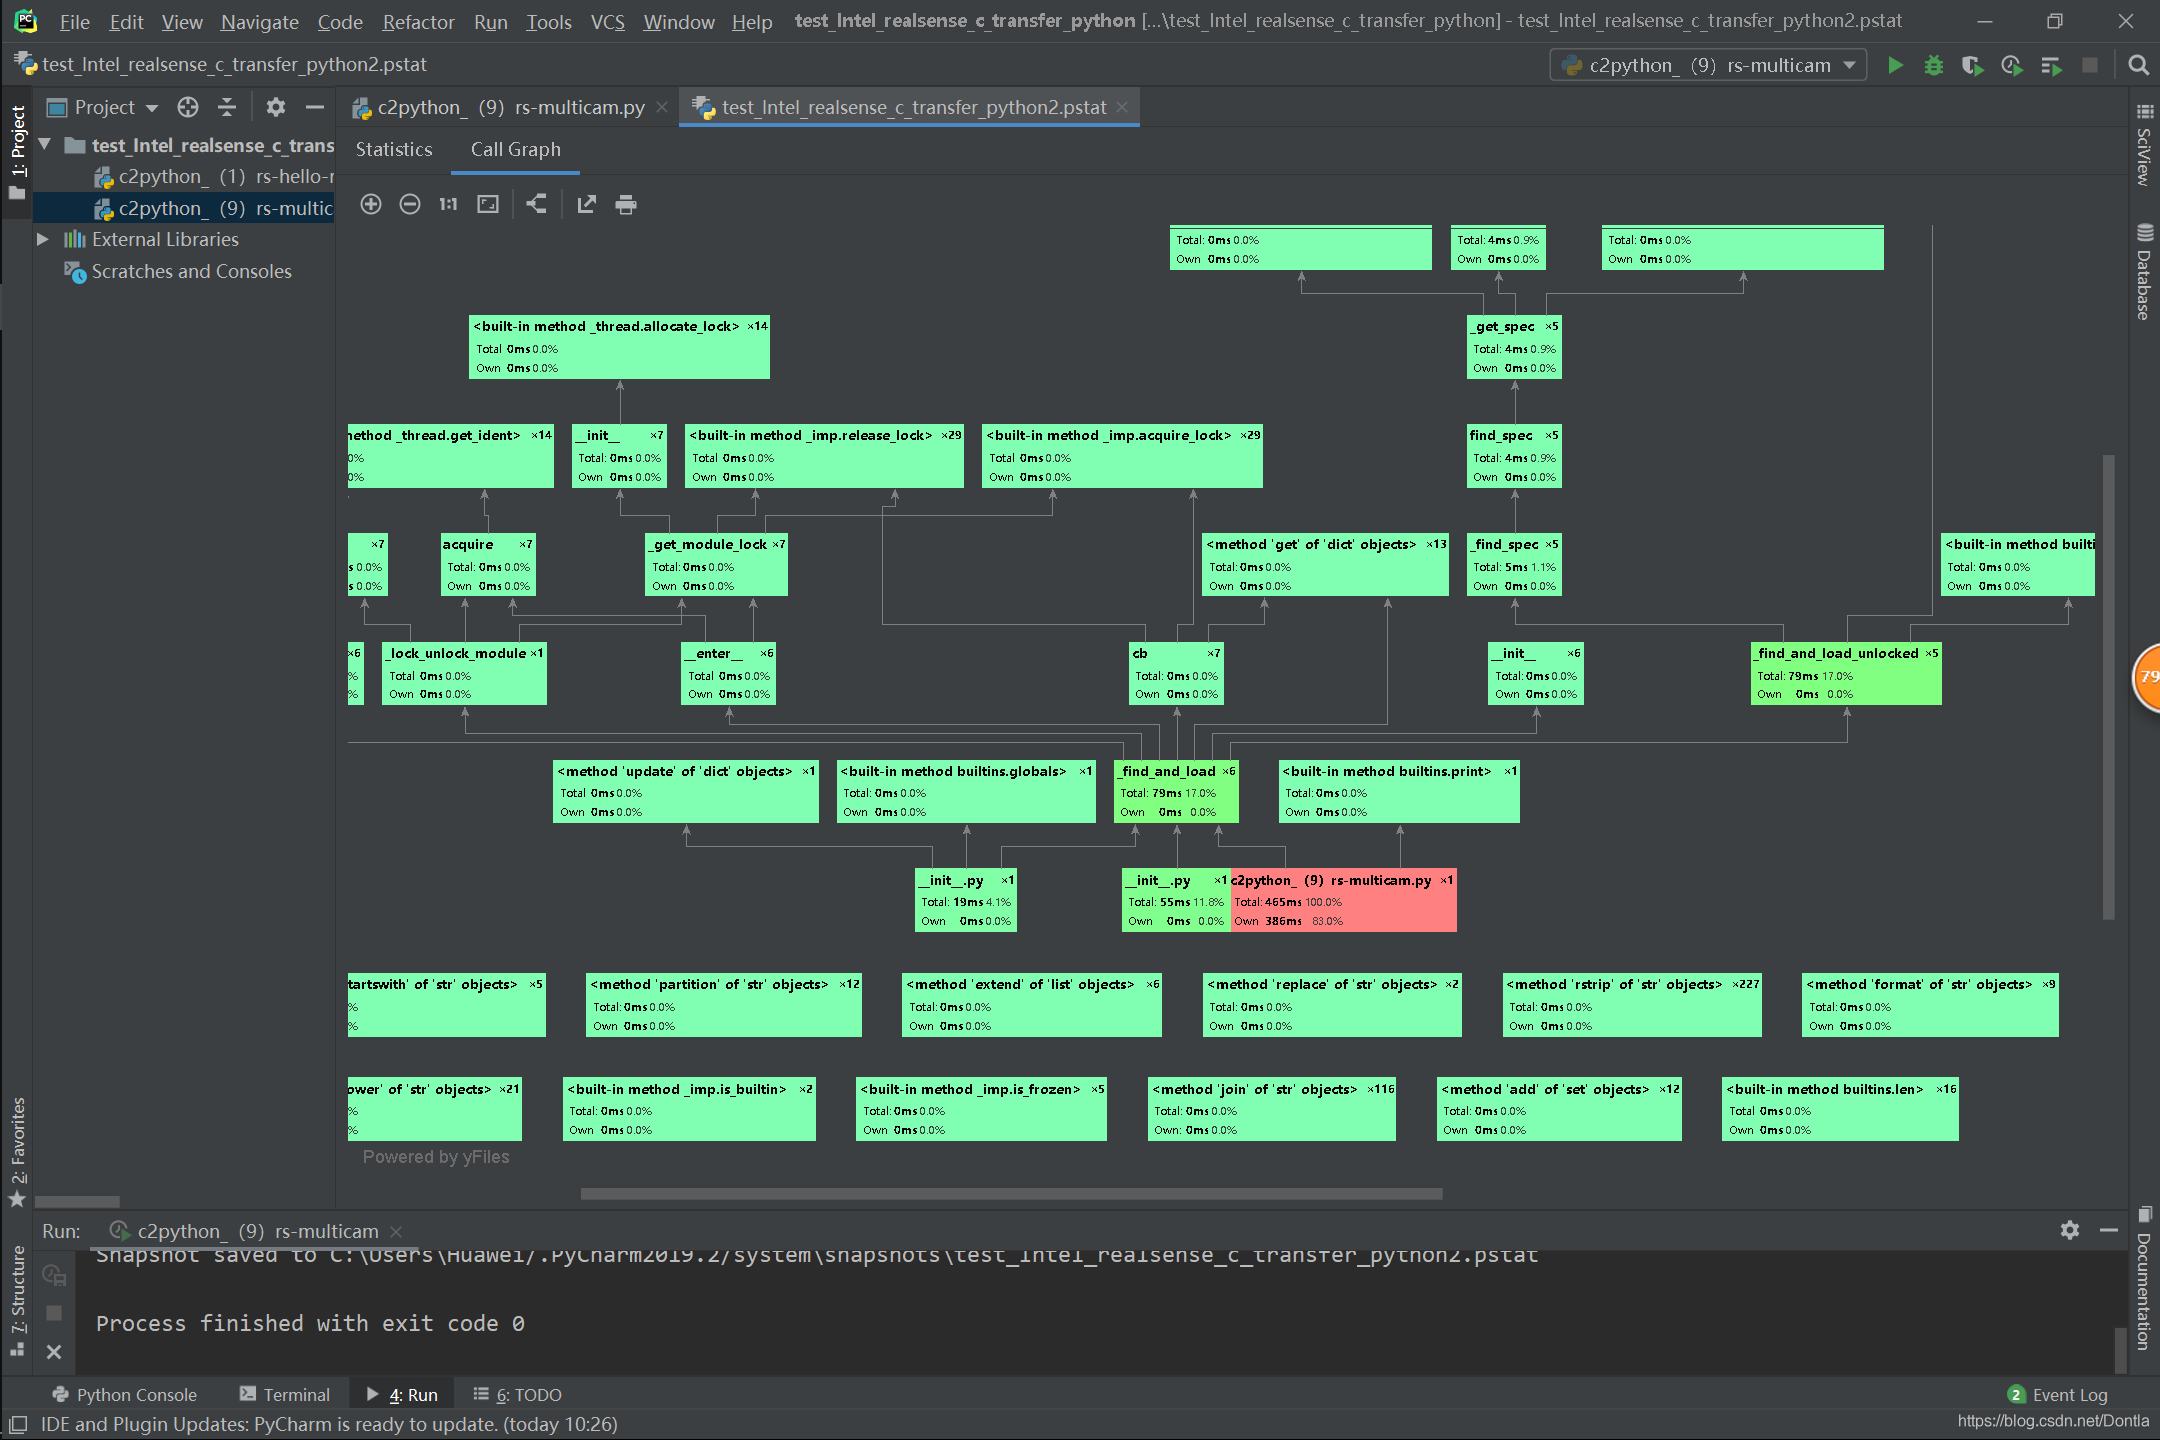 File Edit View Navigate Code Refactor Run Tools VCS Window Help test_Intel_realsense_c_transfer_python [...\test_Intel_realsense_c_transfer_python] - test_Intel_realsense_c_transfer_python2.pstat
test_Intel_realsense_c_transfer_python2.pstat
c2python_ (9) rs-multicam
Project
c2python_ (9) rs-multicam.py
test_Intel_realsense_c_transfer_python2.pstat
1: Project
test_Intel_realsense_c_trans
c2python_ (1) rs-hello-r
c2python_ (9) rs-multic
External Libraries
Scratches and Consoles
Statistics
Call Graph
1:1
Total: 0ms 0.0%
Own 0ms 0.0%
Total: 4ms 0.9%
Own 0ms 0.0%
Total: 0ms 0.0%
Own 0ms 0.0%
<built-in method _thread.allocate_lock> ×14
Total 0ms 0.0%
Own 0ms 0.0%
_get_spec ×5
Total: 4ms 0.9%
Own 0ms 0.0%
method _thread.get_ident> ×14
0%
0%
__init__ ×7
Total: 0ms 0.0%
Own 0ms 0.0%
<built-in method _imp.release_lock> ×29
Total 0ms 0.0%
Own 0ms 0.0%
<built-in method _imp.acquire_lock> ×29
Total 0ms 0.0%
Own 0ms 0.0%
find_spec ×5
Total: 4ms 0.9%
Own 0ms 0.0%
×7
s 0.0%
s 0.0%
acquire ×7
Total: 0ms 0.0%
Own 0ms 0.0%
_get_module_lock ×7
Total: 0ms 0.0%
Own 0ms 0.0%
<method 'get' of 'dict' objects> ×13
Total: 0ms 0.0%
Own 0ms 0.0%
_find_spec ×5
Total: 5ms 1.1%
Own 0ms 0.0%
<built-in method builti
Total: 0ms 0.0%
Own 0ms 0.0%
×6
%
%
_lock_unlock_module ×1
Total 0ms 0.0%
Own 0ms 0.0%
__enter__ ×6
Total 0ms 0.0%
Own 0ms 0.0%
cb ×7
Total: 0ms 0.0%
Own 0ms 0.0%
__init__ ×6
Total: 0ms 0.0%
Own 0ms 0.0%
_find_and_load_unlocked ×5
Total: 79ms 17.0%
Own 0ms 0.0%
<method 'update' of 'dict' objects> ×1
Total 0ms 0.0%
Own 0ms 0.0%
<built-in method builtins.globals> ×1
Total: 0ms 0.0%
Own 0ms 0.0%
_find_and_load ×6
Total: 79ms 17.0%
Own 0ms 0.0%
<built-in method builtins.print> ×1
Total: 0ms 0.0%
Own 0ms 0.0%
__init__.py ×1
Total: 19ms 4.1%
Own 0ms 0.0%
__init__.py ×1
Total: 55ms 11.8%
Own 0ms 0.0%
c2python_ (9) rs-multicam.py ×1
Total: 465ms 100.0%
Own 386ms 83.0%
tartswith' of 'str' objects> ×5
%
%
<method 'partition' of 'str' objects> ×12
Total: 0ms 0.0%
Own 0ms 0.0%
<method 'extend' of 'list' objects> ×6
Total: 0ms 0.0%
Own 0ms 0.0%
<method 'replace' of 'str' objects> ×2
Total: 0ms 0.0%
Own 0ms 0.0%
<method 'rstrip' of 'str' objects> ×227
Total: 0ms 0.0%
Own 0ms 0.0%
<method 'format' of 'str' objects> ×9
Total: 0ms 0.0%
Own 0ms 0.0%
ower' of 'str' objects> ×21
%
%
<built-in method _imp.is_builtin> ×2
Total: 0ms 0.0%
Own 0ms 0.0%
<built-in method _imp.is_frozen> ×5
Total: 0ms 0.0%
Own 0ms 0.0%
<method 'join' of 'str' objects> ×116
Total: 0ms 0.0%
Own: 0ms 0.0%
<method 'add' of 'set' objects> ×12
Total: 0ms 0.0%
Own 0ms 0.0%
<built-in method builtins.len> ×16
Total 0ms 0.0%
Own 0ms 0.0%
Powered by yFiles
SciView
Database
79
Documentation
2: Favorites
7: Structure
Run: c2python_ (9) rs-multicam
Snapshot saved to C:\Users\Huawei/.PyCharm2019.2/system\snapshots\test_Intel_realsense_c_transfer_python2.pstat
Process finished with exit code 0
Python Console
Terminal
4: Run
6: TODO
2 Event Log
IDE and Plugin Updates: PyCharm is ready to update. (today 10:26)
https://blog.csdn.net/Dontla